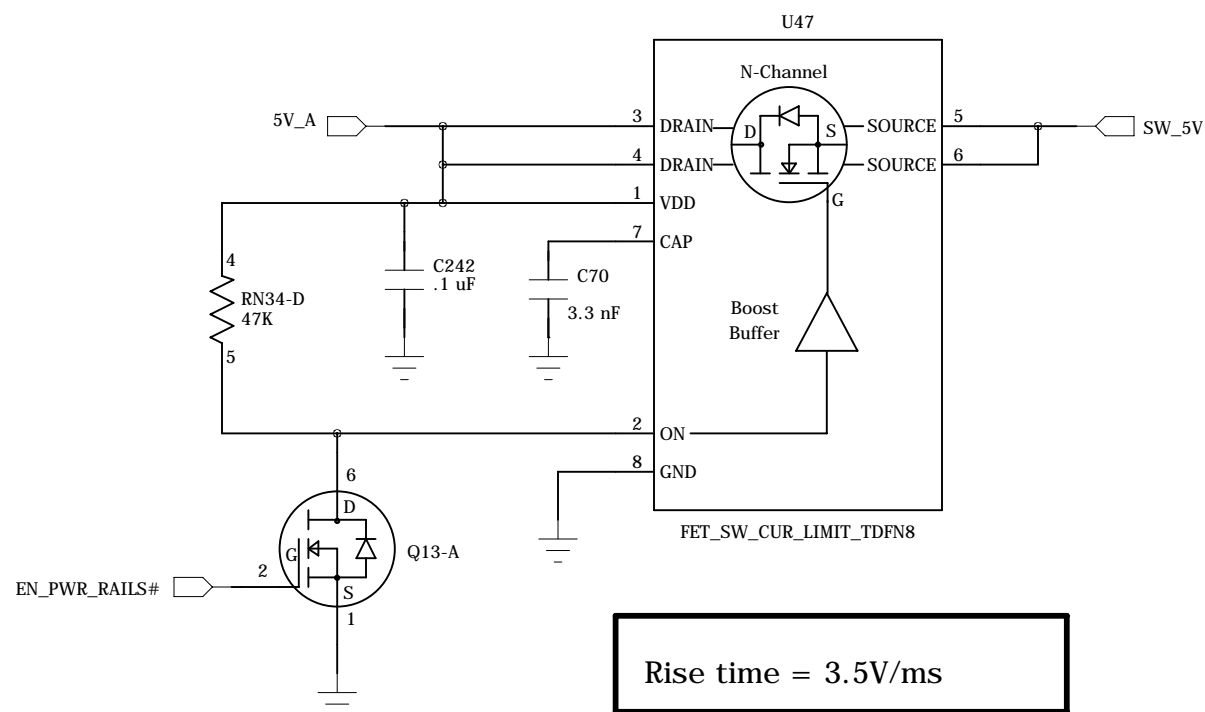 U47
N-Channel
5V_A
3
DRAIN
D
S
SOURCE
5
SW_5V
4
DRAIN
SOURCE
6
G
1
VDD
7
CAP
4
RN34-D
47K
5
C242
.1 uF
C70
3.3 nF
Boost
Buffer
2
ON
8
GND
FET_SW_CUR_LIMIT_TDFN8
6
D
G
S
Q13-A
EN_PWR_RAILS#
2
1
Rise time = 3.5V/ms